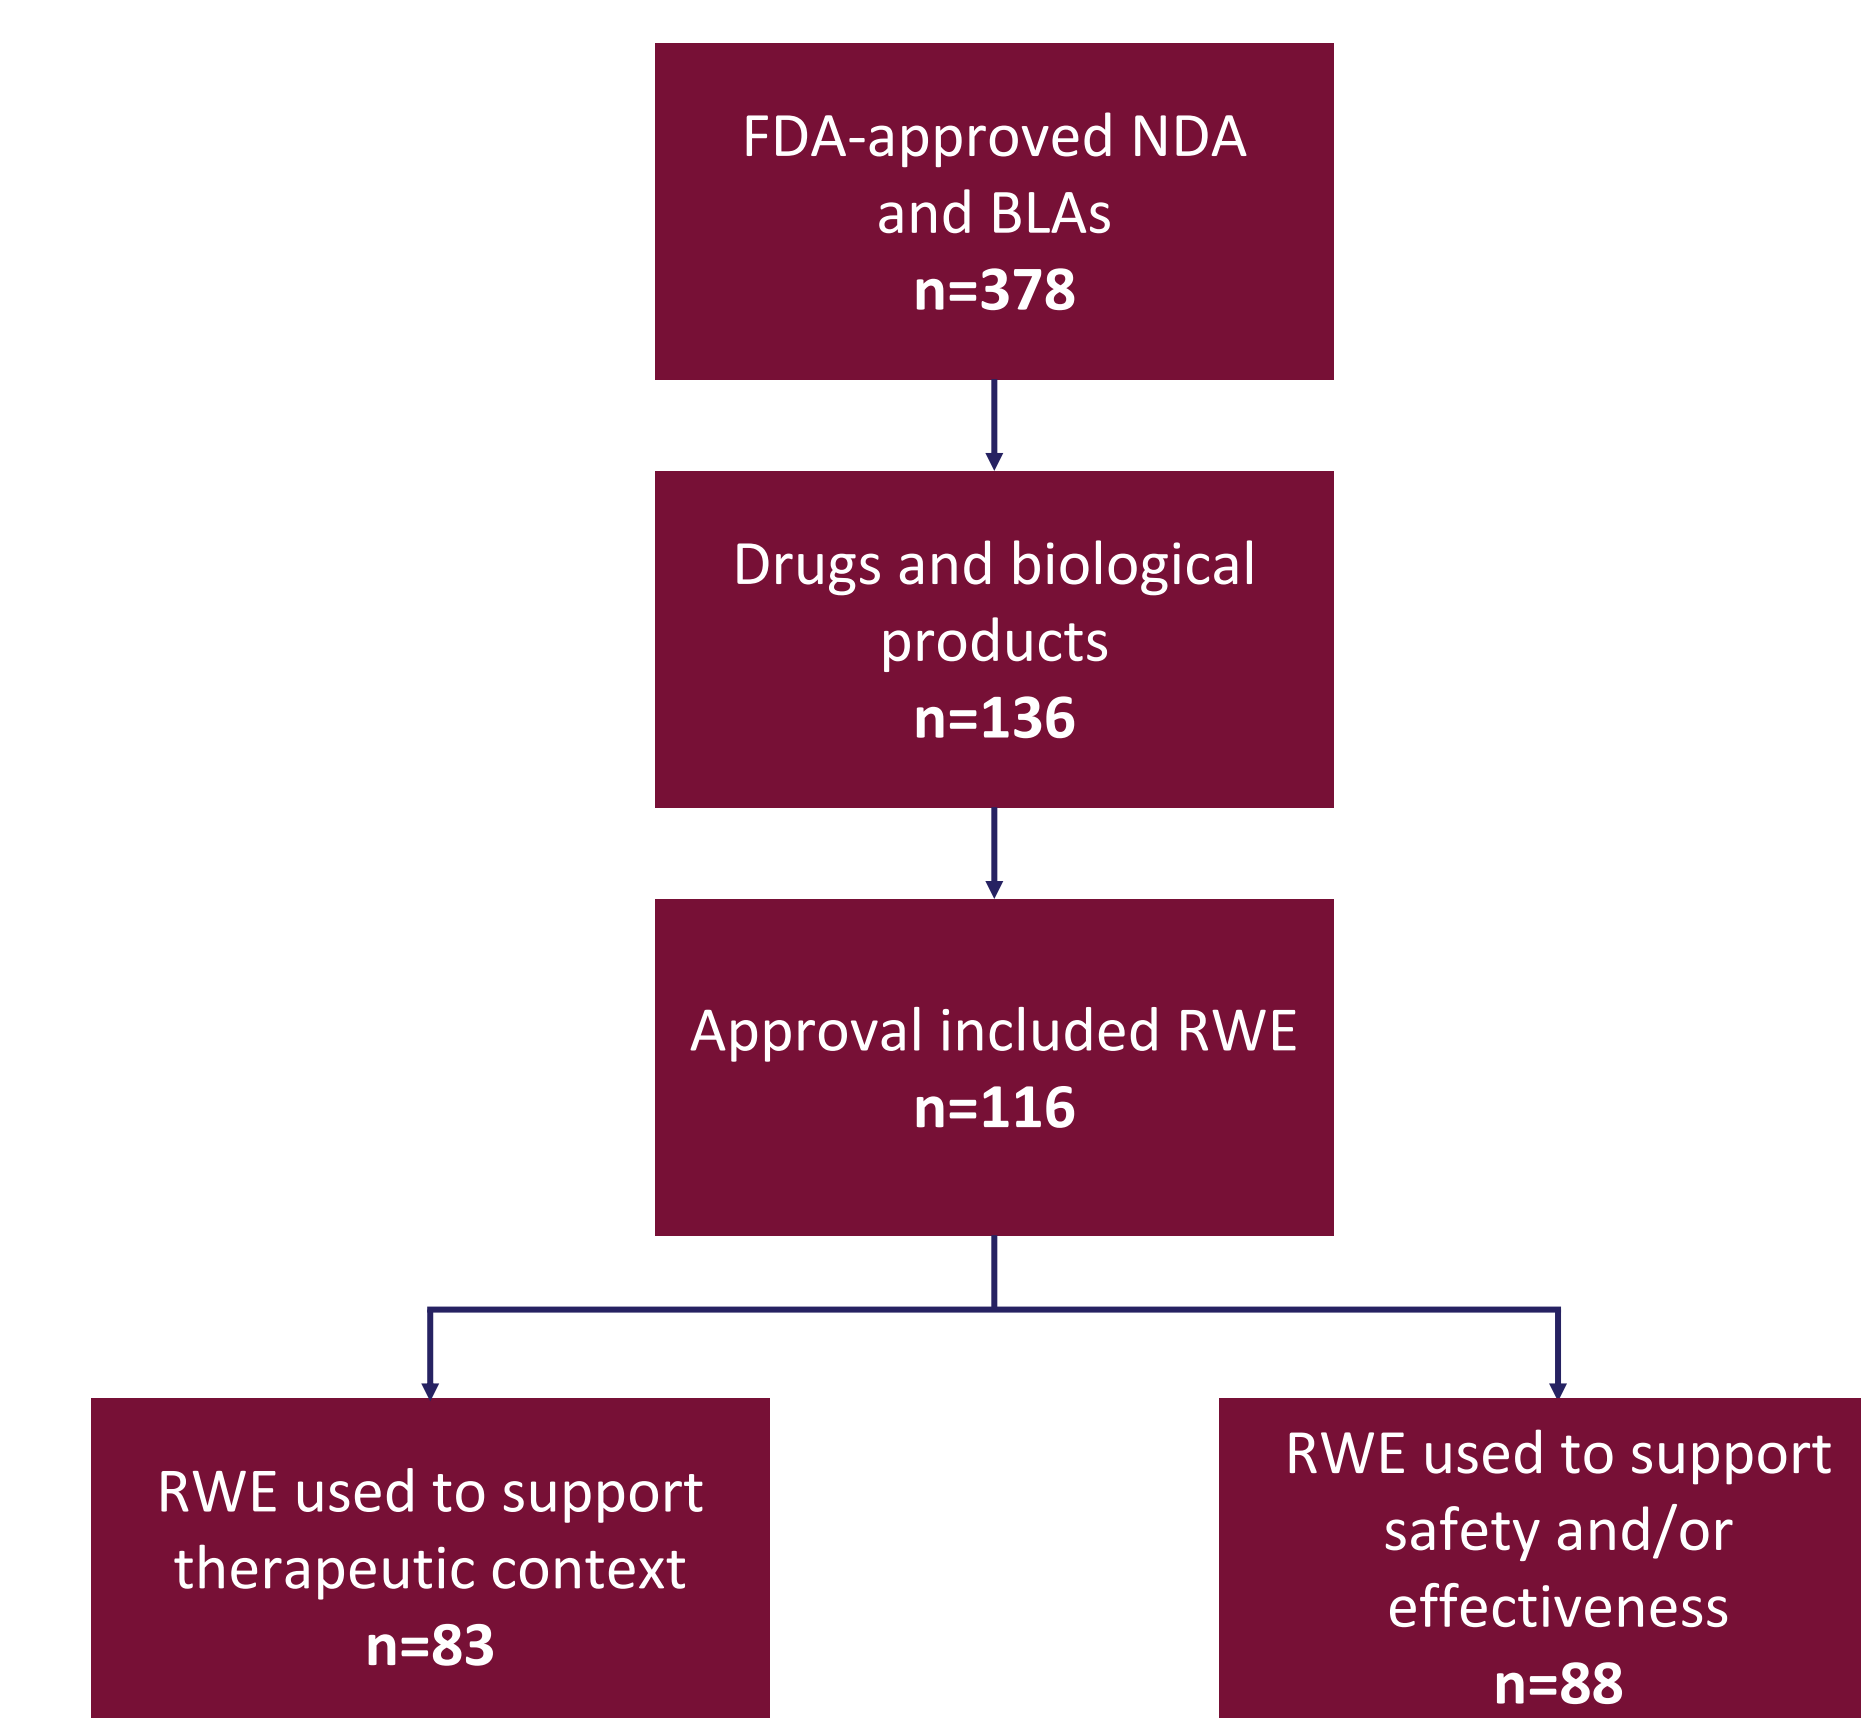 FDA-approved NDA
and BLAs
n=378
Drugs and biological
products
n=136
Approval included RWE
n=116
RWE used to support
therapeutic context
n=83
RWE used to support
safety and/or
effectiveness
n=88